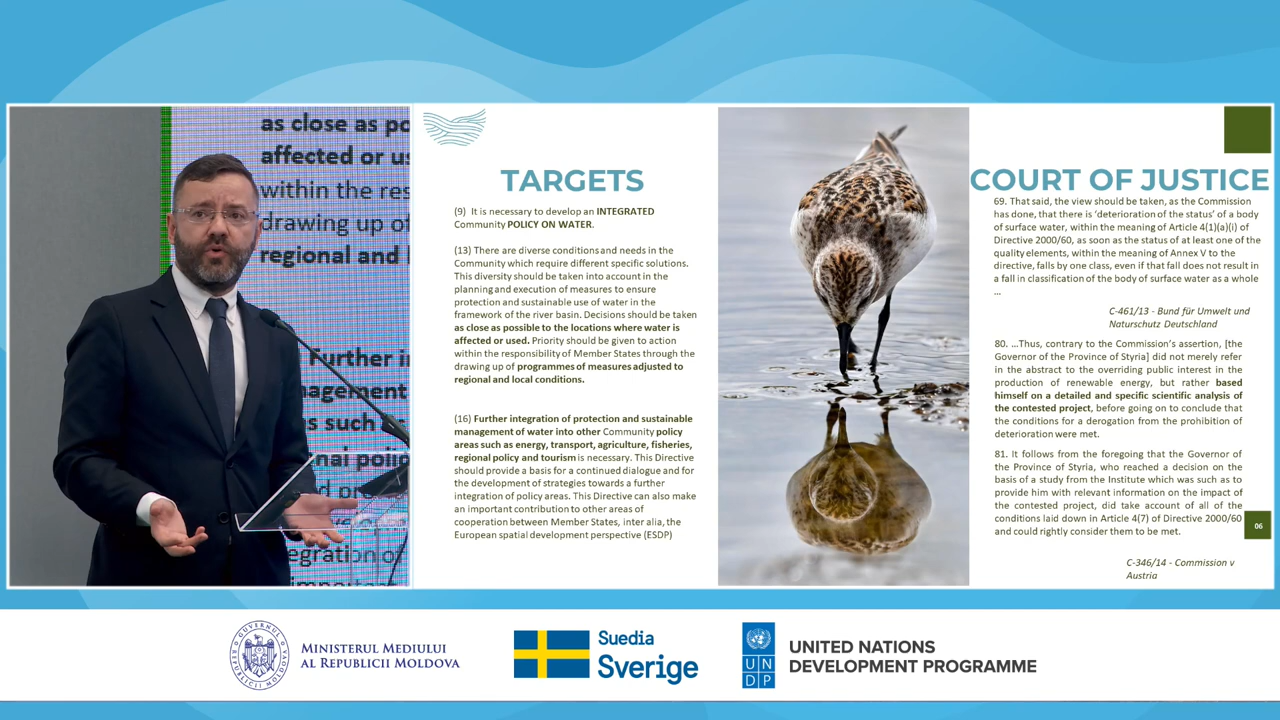 as close as po
affected or us
within the res
drawing up of
regional and l
Further in
agement
s such
nal polic
egration o
importan
TARGETS
(9) It is necessary to develop an INTEGRATED
Community POLICY ON WATER.
(13) There are diverse conditions and needs in the
Community which require different specific solutions.
This diversity should be taken into account in the
planning and execution of measures to ensure
protection and sustainable use of water in the
framework of the river basin. Decisions should be taken
as close as possible to the locations where water is
affected or used. Priority should be given to action
within the responsibility of Member States through the
drawing up of programmes of measures adjusted to
regional and local conditions.
(16) Further integration of protection and sustainable
management of water into other Community policy
areas such as energy, transport, agriculture, fisheries,
regional policy and tourism is necessary. This Directive
should provide a basis for a continued dialogue and for
the development of strategies towards a further
integration of policy areas. This Directive can also make
an important contribution to other areas of
cooperation between Member States, inter alia, the
European spatial development perspective (ESDP)
COURT OF JUSTICE
69. That said, the view should be taken, as the Commission
has done, that there is ‘deterioration of the status’ of a body
of surface water, within the meaning of Article 4(1)(a)(i) of
Directive 2000/60, as soon as the status of at least one of the
quality elements, within the meaning of Annex V to the
directive, falls by one class, even if that fall does not result in
a fall in classification of the body of surface water as a whole
…
C-461/13 - Bund für Umwelt und
Naturschutz Deutschland
80. …Thus, contrary to the Commission’s assertion, [the
Governor of the Province of Styria] did not merely refer
in the abstract to the overriding public interest in the
production of renewable energy, but rather based
himself on a detailed and specific scientific analysis of
the contested project, before going on to conclude that
the conditions for a derogation from the prohibition of
deterioration were met.
81. It follows from the foregoing that the Governor of
the Province of Styria, who reached a decision on the
basis of a study from the Institute which was such as to
provide him with relevant information on the impact of
the contested project, did take account of all of the
conditions laid down in Article 4(7) of Directive 2000/60
and could rightly consider them to be met.
06
C-346/14 - Commission v
Austria
GUVERNUL
REPUBLICII MOLDOVA
MINISTERUL MEDIULUI
AL REPUBLICII MOLDOVA
Suedia
Sverige
UN
DP
UNITED NATIONS
DEVELOPMENT PROGRAMME